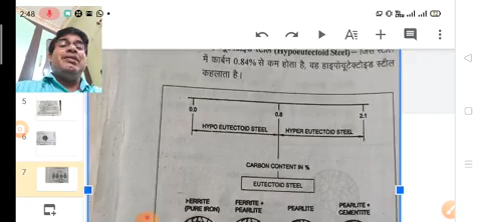 2:48
(Hypoeutectoid Steel)– जिस स्टील
में कार्बन 0.84% से कम होता है, वह हाइपोयूटेक्टोइड स्टील
कहलाता है।
0.0 0.8 2.1
HYPO EUTECTOID STEEL HYPER EUTECTOID STEEL
CARBON CONTENT IN %
EUTECTOID STEEL
FERRITE FERRITE + PEARLITE PEARLITE +
(PURE IRON) PEARLITE CEMENTITE
5
6
7